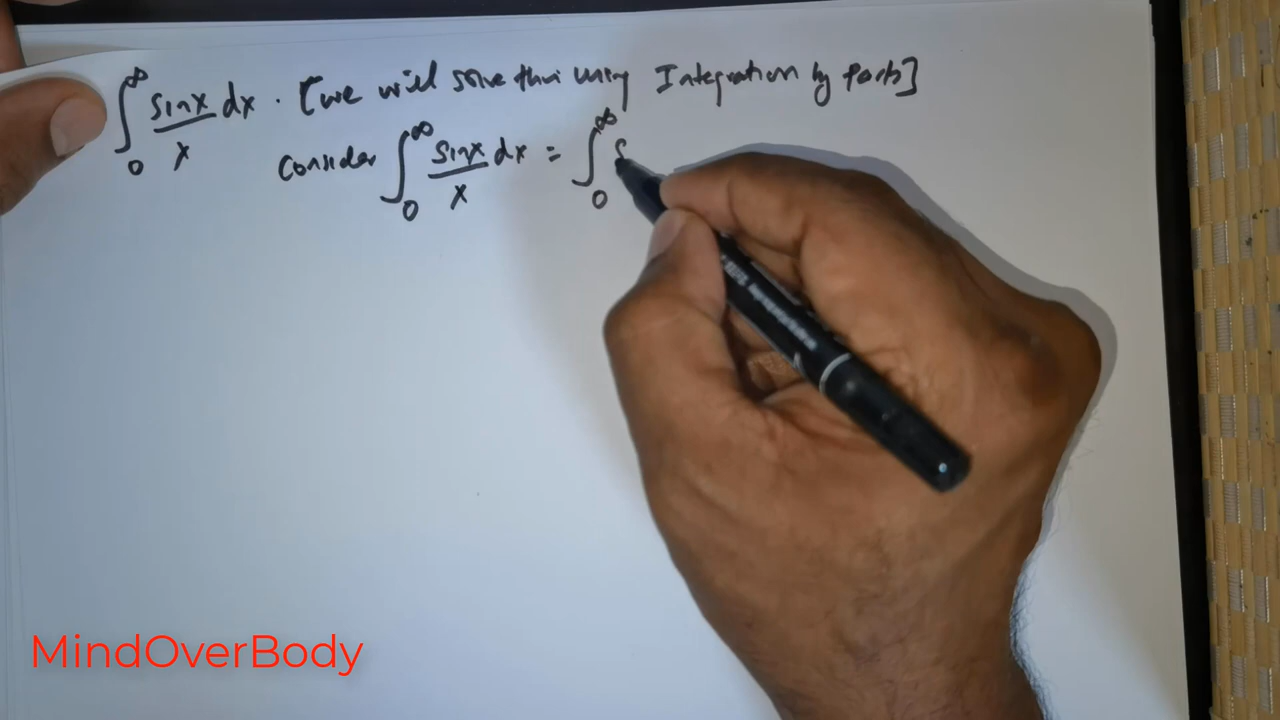 ∫₀^∞ sinx/x dx . [we will solve this using Integration by Parts]
Consider ∫₀^∞ sinx/x dx = ∫₀^∞ s
MindOverBody